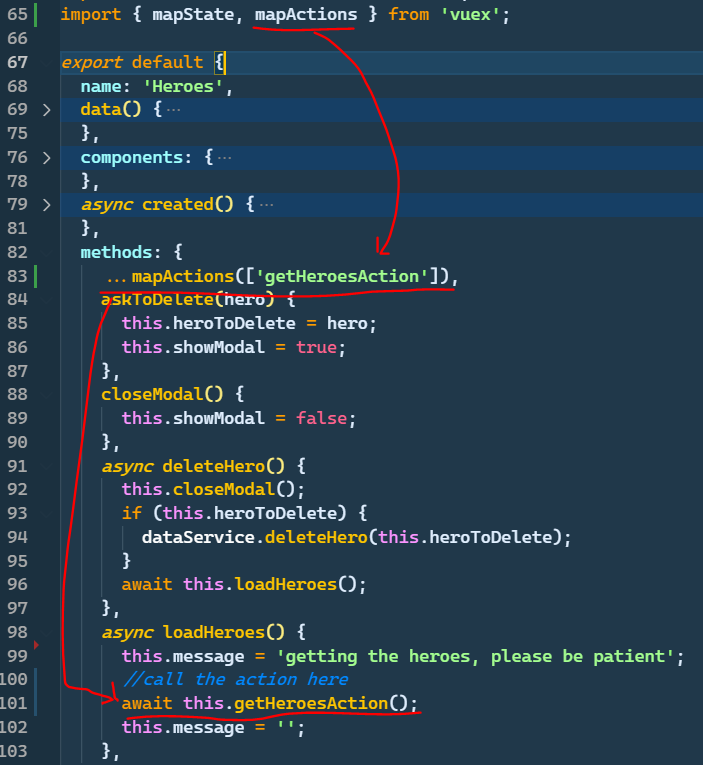 65 import { mapState, mapActions } from 'vuex';
66
67 export default {
68 name: 'Heroes',
69 data() { ...
75 },
76 components: { ...
78 },
79 async created() { ...
81 },
82 methods: {
83 ...mapActions(['getHeroesAction']),
84 askToDelete(hero) {
85 this.heroToDelete = hero;
86 this.showModal = true;
87 },
88 closeModal() {
89 this.showModal = false;
90 },
91 async deleteHero() {
92 this.closeModal();
93 if (this.heroToDelete) {
94 dataService.deleteHero(this.heroToDelete);
95 }
96 await this.loadHeroes();
97 },
98 async loadHeroes() {
99 this.message = 'getting the heroes, please be patient';
100 //call the action here
101 await this.getHeroesAction();
102 this.message = '';
103 },